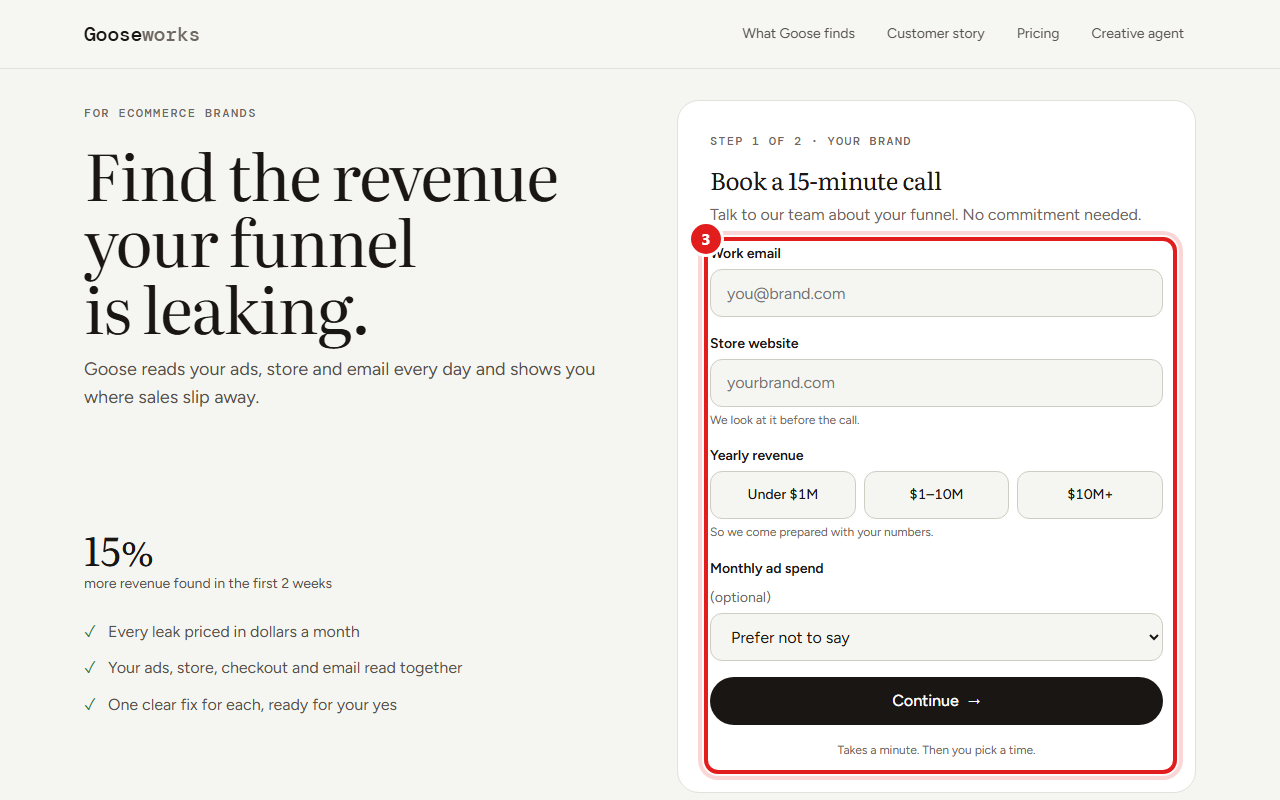 Gooseworks
What Goose finds
Customer story
Pricing
Creative agent
FOR ECOMMERCE BRANDS
Find the revenue
your funnel
is leaking.
Goose reads your ads, store and email every day and shows you
where sales slip away.
15%
more revenue found in the first 2 weeks
✓ Every leak priced in dollars a month
✓ Your ads, store, checkout and email read together
✓ One clear fix for each, ready for your yes
STEP 1 OF 2 · YOUR BRAND
Book a 15-minute call
Talk to our team about your funnel. No commitment needed.
3
Work email
you@brand.com
Store website
yourbrand.com
We look at it before the call.
Yearly revenue
Under $1M
$1–10M
$10M+
So we come prepared with your numbers.
Monthly ad spend
(optional)
Prefer not to say
Continue →
Takes a minute. Then you pick a time.